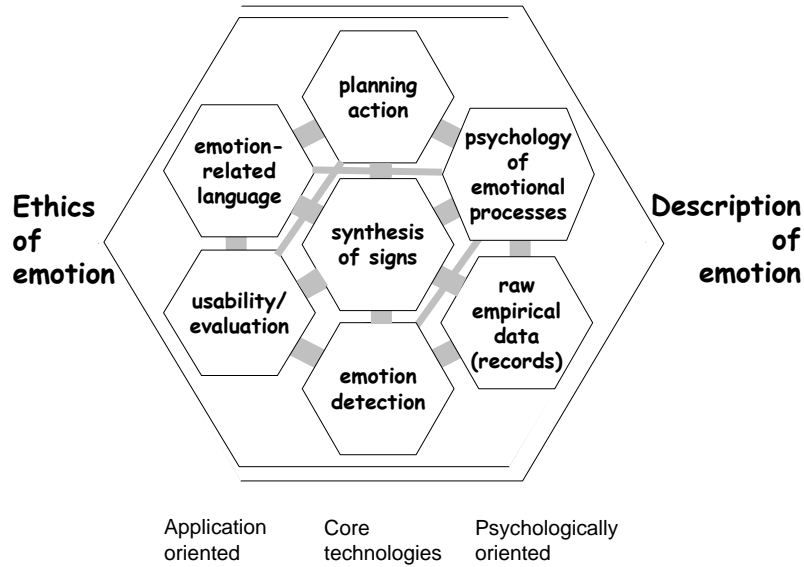 planning
action
emotion-
related
language
psychology
of
emotional
processes
Ethics
of
emotion
synthesis
of signs
Description
of
emotion
usability/
evaluation
raw
empirical
data
(records)
emotion
detection
Application
oriented
Core
technologies
Psychologically
oriented